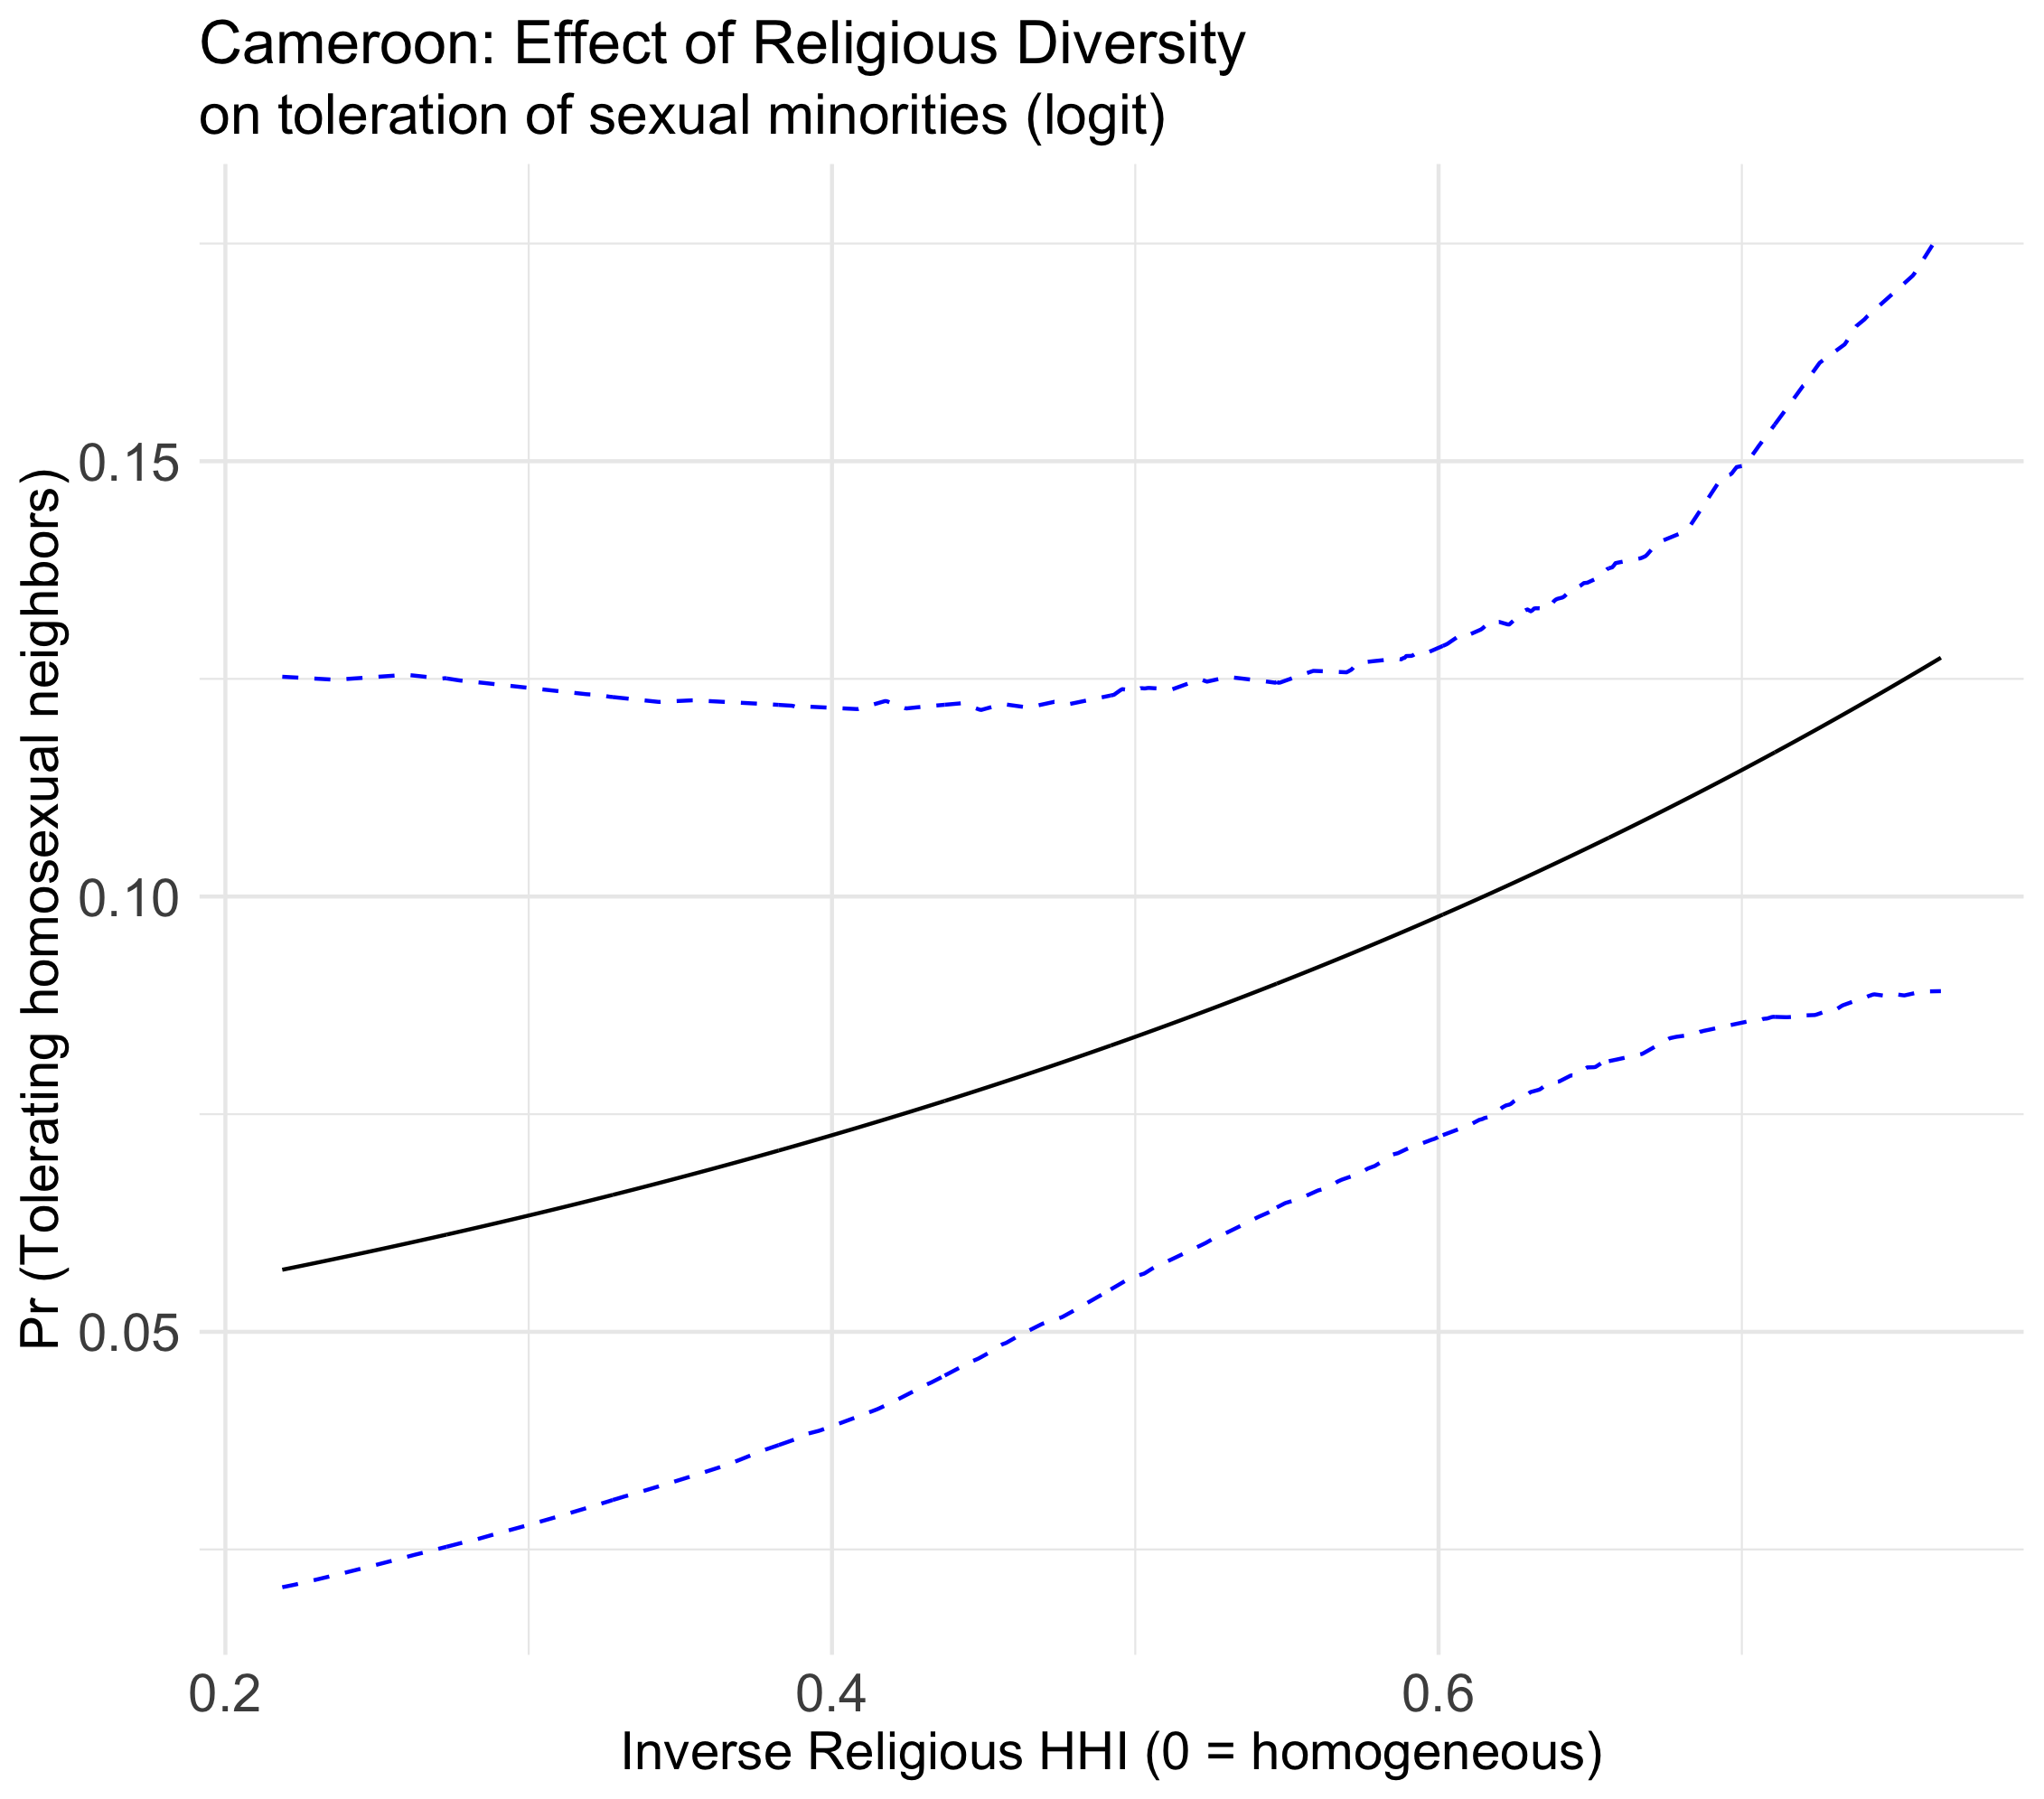 Cameroon: Effect of Religious Diversity
on toleration of sexual minorities (logit)
Pr (Tolerating homosexual neighbors)
0.15
0.10
0.05
0.2
0.4
0.6
Inverse Religious HHI (0 = homogeneous)